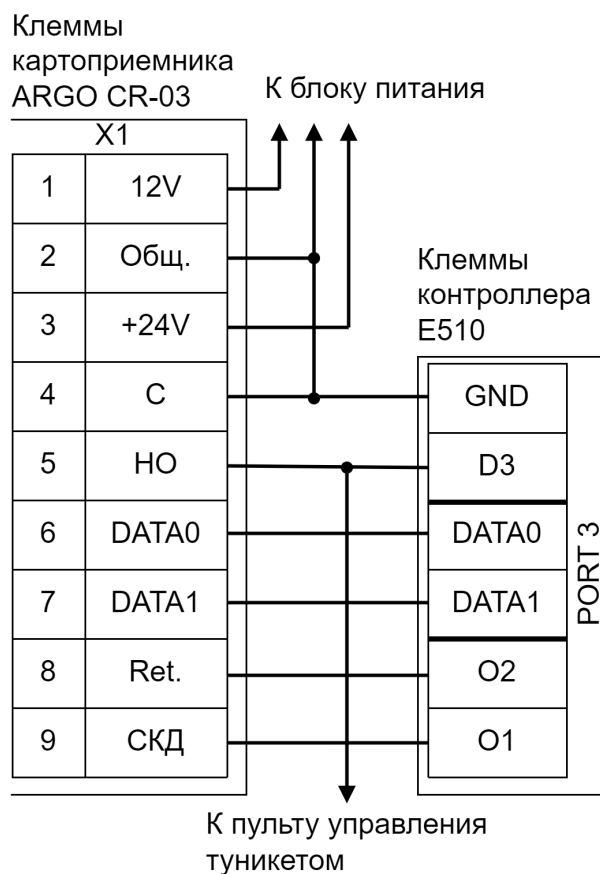 Клеммы
картоприемника
ARGO CR-03
К блоку питания
X1
1 12V
2 Общ.
3 +24V
4 C
5 НО
6 DATA0
7 DATA1
8 Ret.
9 СКД
Клеммы
контроллера
E510
GND
D3
DATA0
DATA1
O2
O1
PORT 3
К пульту управления
туникетом